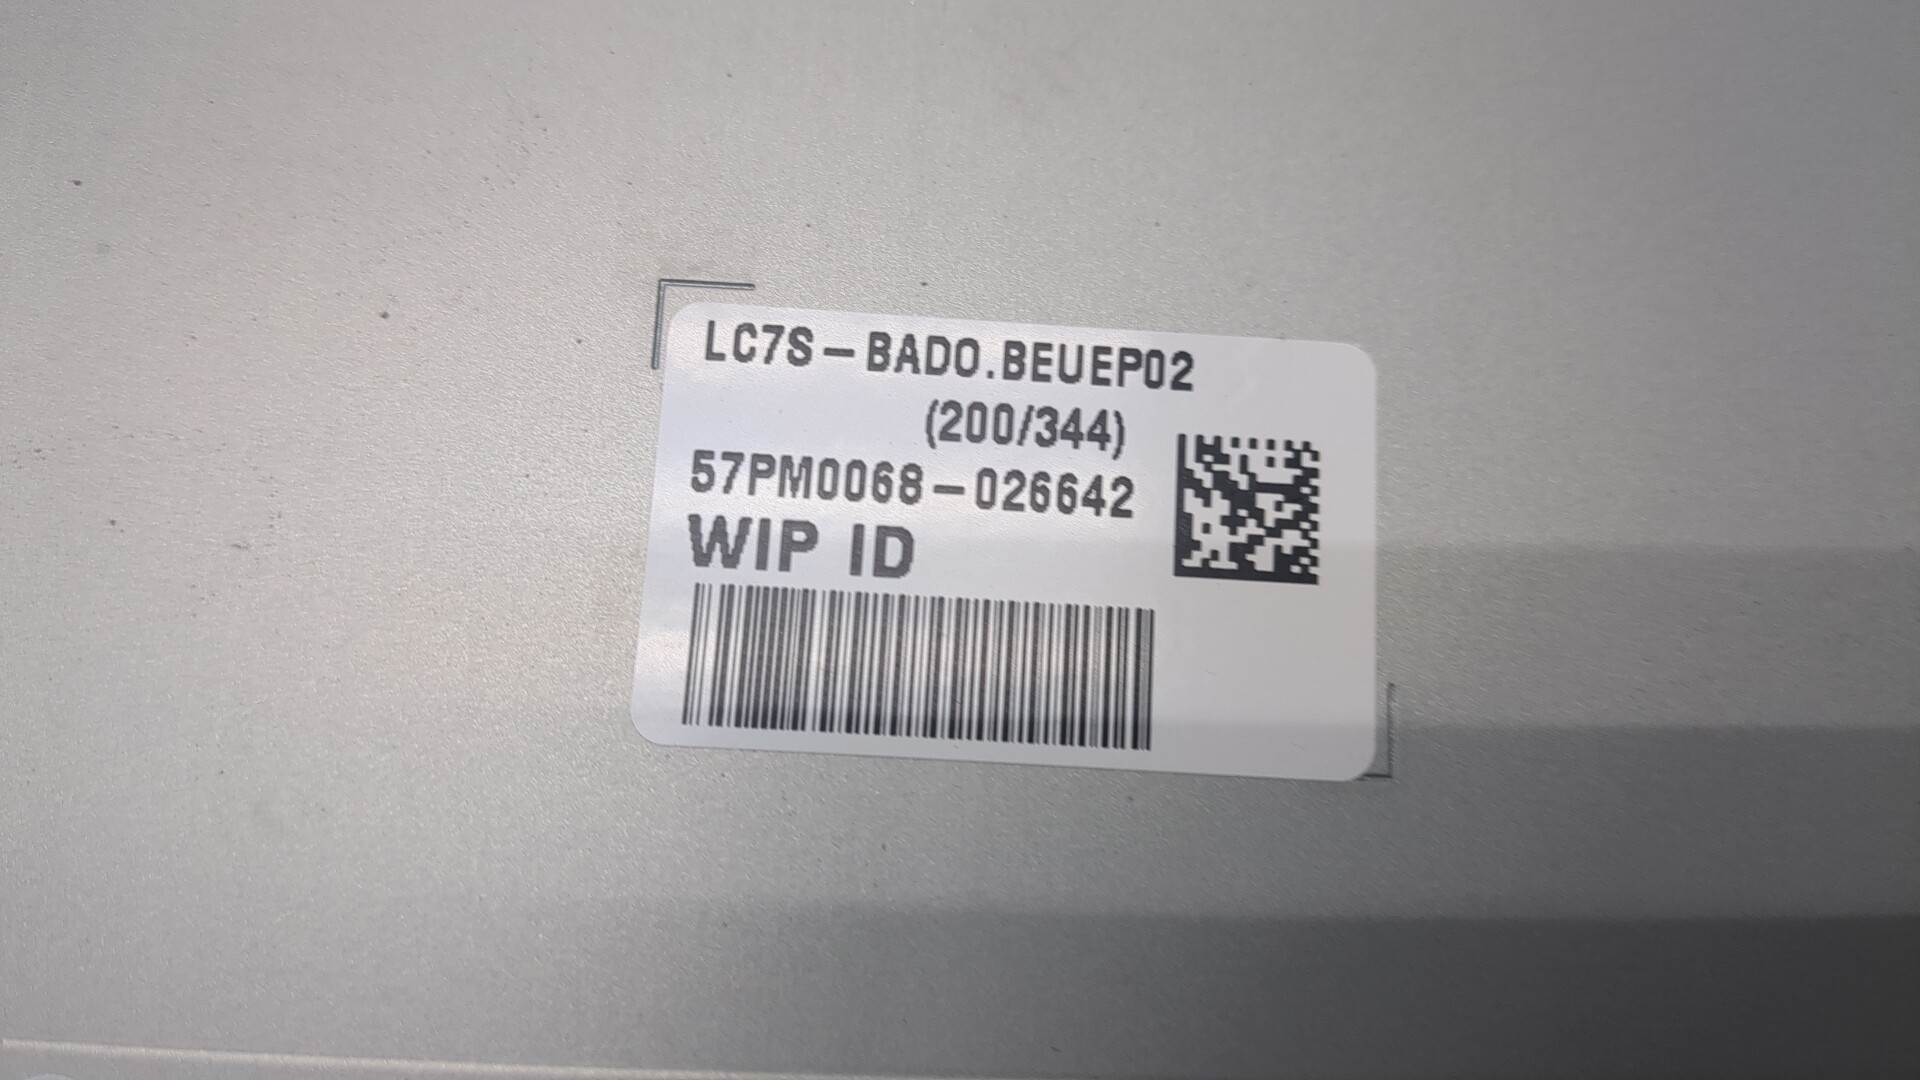 LC7S-BADO.BEUEP02
(200/344)
57PM0068-026642
WIP ID